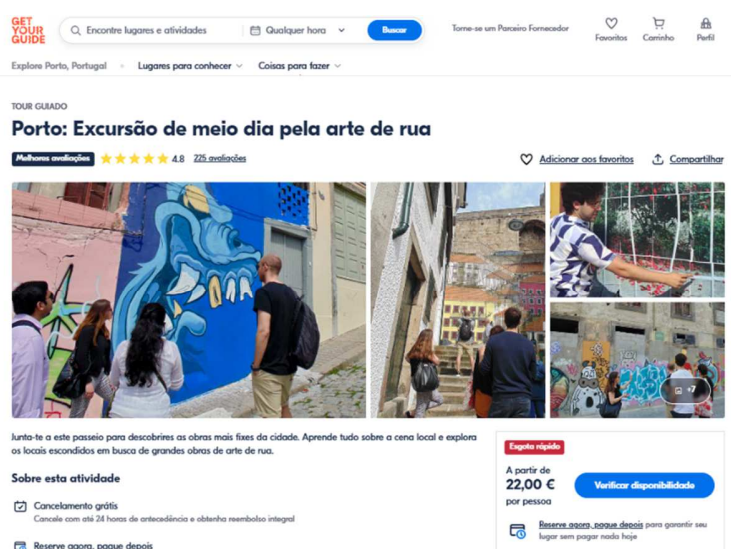 GET
YOUR
GUIDE
Encontre lugares e atividades
Qualquer hora
Buscar
Torne-se um Parceiro Fornecedor
Favoritos
Carrinho
Perfil
Explore Porto, Portugal
Lugares para conhecer
Coisas para fazer
TOUR GUIADO
Porto: Excursão de meio dia pela arte de rua
Melhores avaliações
4.8
225 avaliações
Adicionar aos favoritos
Compartilhar
+7
Junta-te a este passeio para descobrires as obras mais fixes da cidade. Aprende tudo sobre a cena local e explora
os locais escondidos em busca de grandes obras de arte de rua.
Sobre esta atividade
Cancelamento grátis
Cancele com até 24 horas de antecedência e obtenha reembolso integral
Reserve agora, pague depois
Esgota rápido
A partir de
22,00 €
por pessoa
Verificar disponibilidade
Reserve agora, pague depois para garantir seu
lugar sem pagar nada hoje